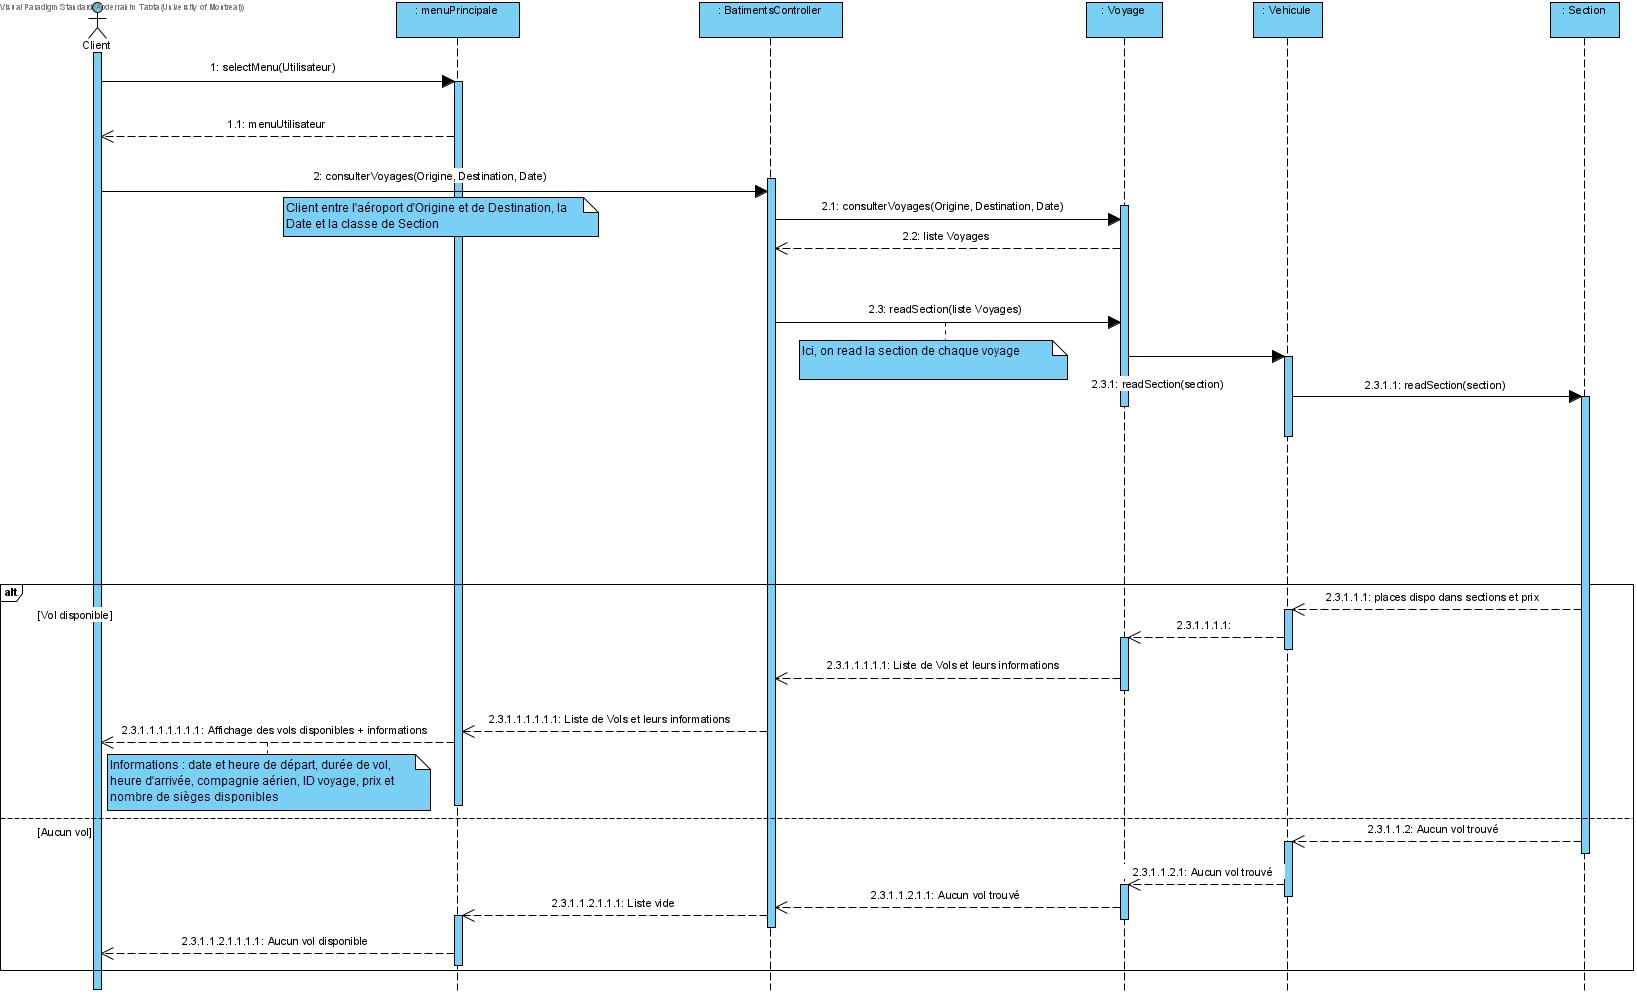 Visual Paradigm Standard(Abderrahim Tabta(University of Montreal))
Client
: menuPrincipale
: BatimentsController
: Voyage
: Vehicule
: Section
1: selectMenu(Utilisateur)
1.1: menuUtilisateur
2: consulterVoyages(Origine, Destination, Date)
Client entre l'aéroport d'Origine et de Destination, la
Date et la classe de Section
2.1: consulterVoyages(Origine, Destination, Date)
2.2: liste Voyages
2.3: readSection(liste Voyages)
Ici, on read la section de chaque voyage
2.3.1: readSection(section)
2.3.1.1: readSection(section)
alt
[Vol disponible]
2.3.1.1.1: places dispo dans sections et prix
2.3.1.1.1.1:
2.3.1.1.1.1.1: Liste de Vols et leurs informations
2.3.1.1.1.1.1.1: Liste de Vols et leurs informations
2.3.1.1.1.1.1.1.1: Affichage des vols disponibles + informations
Informations : date et heure de départ, durée de vol,
heure d'arrivée, compagnie aérien, ID voyage, prix et
nombre de sièges disponibles
[Aucun vol]
2.3.1.1.2: Aucun vol trouvé
2.3.1.1.2.1: Aucun vol trouvé
2.3.1.1.2.1.1: Aucun vol trouvé
2.3.1.1.2.1.1.1: Liste vide
2.3.1.1.2.1.1.1.1: Aucun vol disponible